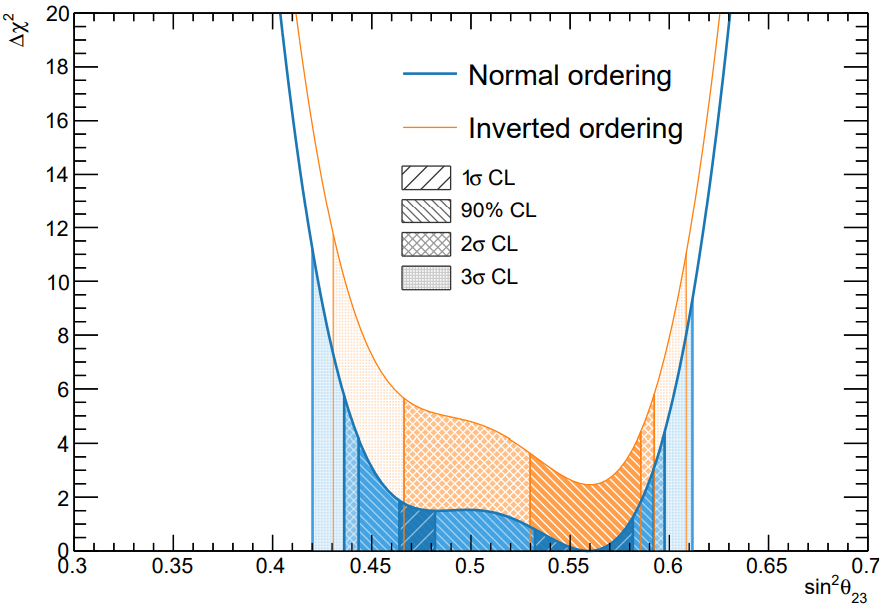 Δχ²
20
18
16
14
12
10
8
6
4
2
0
Normal ordering
Inverted ordering
1σ CL
90% CL
2σ CL
3σ CL
0.3 0.35 0.4 0.45 0.5 0.55 0.6 0.65 0.7
sin²θ₂₃